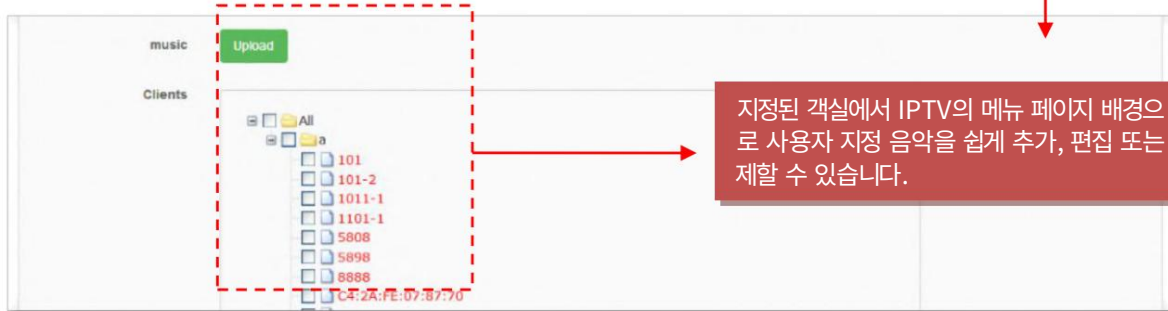 music
Upload
Clients
All
a
101
101-2
1011-1
1101-1
5808
5898
8888
C4:2A:FE:07:87:70
지정된 객실에서 IPTV의 메뉴 페이지 배경으
로 사용자 지정 음악을 쉽게 추가, 편집 또는
제할 수 있습니다.